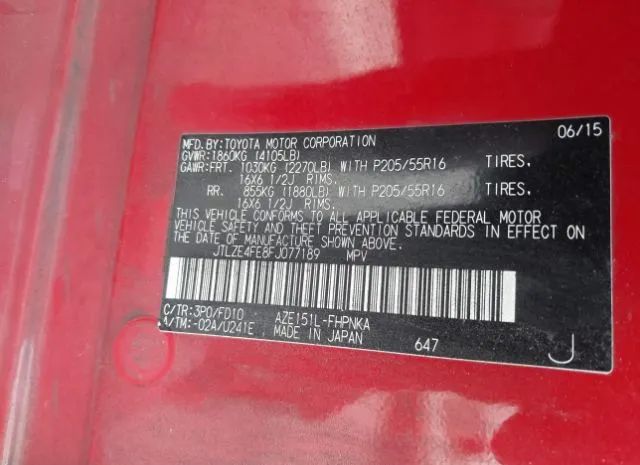 MFD.BY:TOYOTA MOTOR CORPORATION 06/15
GVWR:1860KG (4105LB)
GAWR:FRT. 1030KG (2270LB) WITH P205/55R16 TIRES,
16X6 1/2J RIMS,
RR. 855KG (1880LB) WITH P205/55R16 TIRES,
16X6 1/2J RIMS,
THIS VEHICLE CONFORMS TO ALL APPLICABLE FEDERAL MOTOR
VEHICLE SAFETY AND THEFT PREVENTION STANDARDS IN EFFECT
ON THE DATE OF MANUFACTURE SHOWN ABOVE.
JTLZE4FE8FJ077189 MPV
C/TR:3P0/FD10 AZE151L-FHPNKA
A/TM:-02A/U241E MADE IN JAPAN 647
J